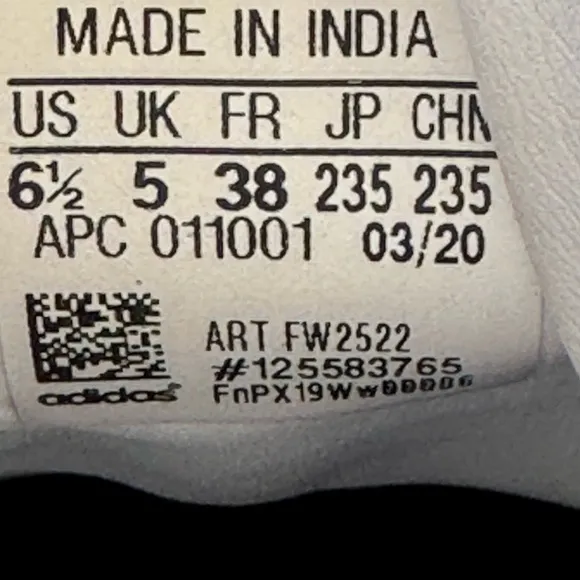 MADE IN INDIA
US UK FR JP CHN
6½ 5 38 235 235
APC 011001 03/20
ART FW2522
#125583765
adidas